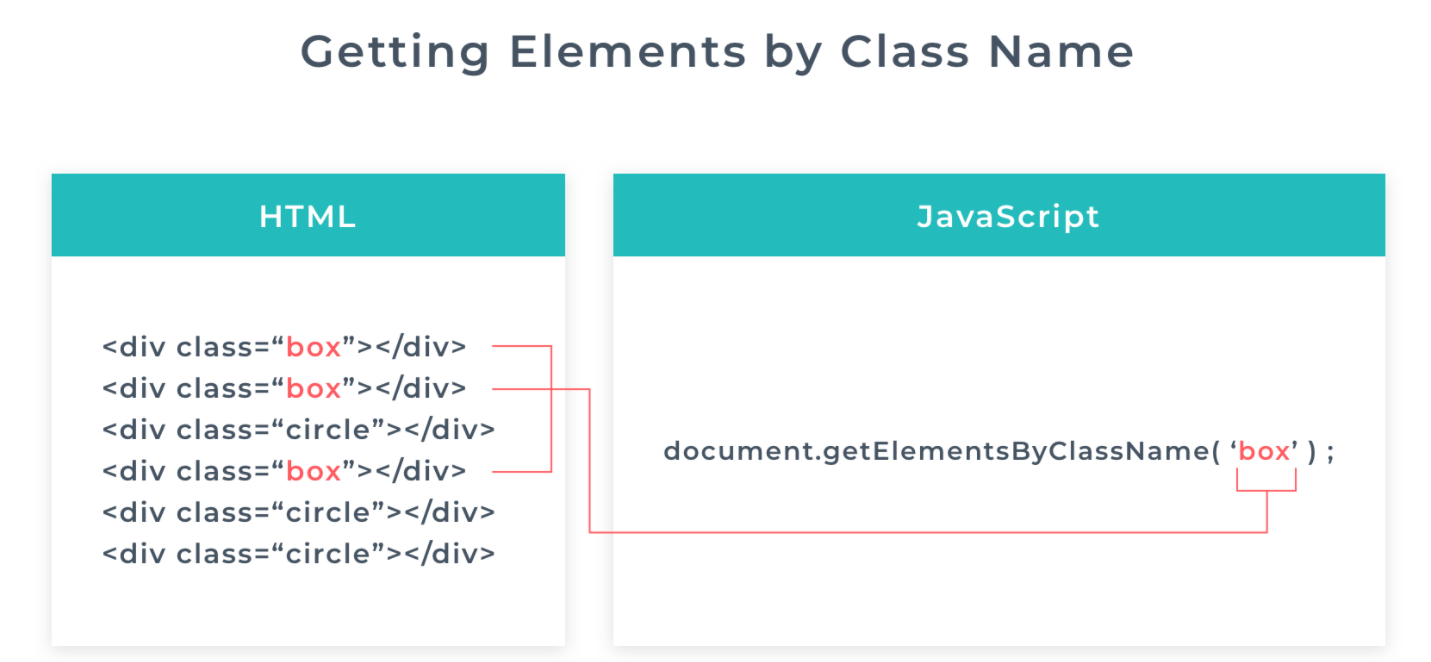 Getting Elements by Class Name
HTML
<div class=“box”></div>
<div class=“box”></div>
<div class=“circle”></div>
<div class=“box”></div>
<div class=“circle”></div>
<div class=“circle”></div>
JavaScript
document.getElementsByClassName( ‘box’ ) ;